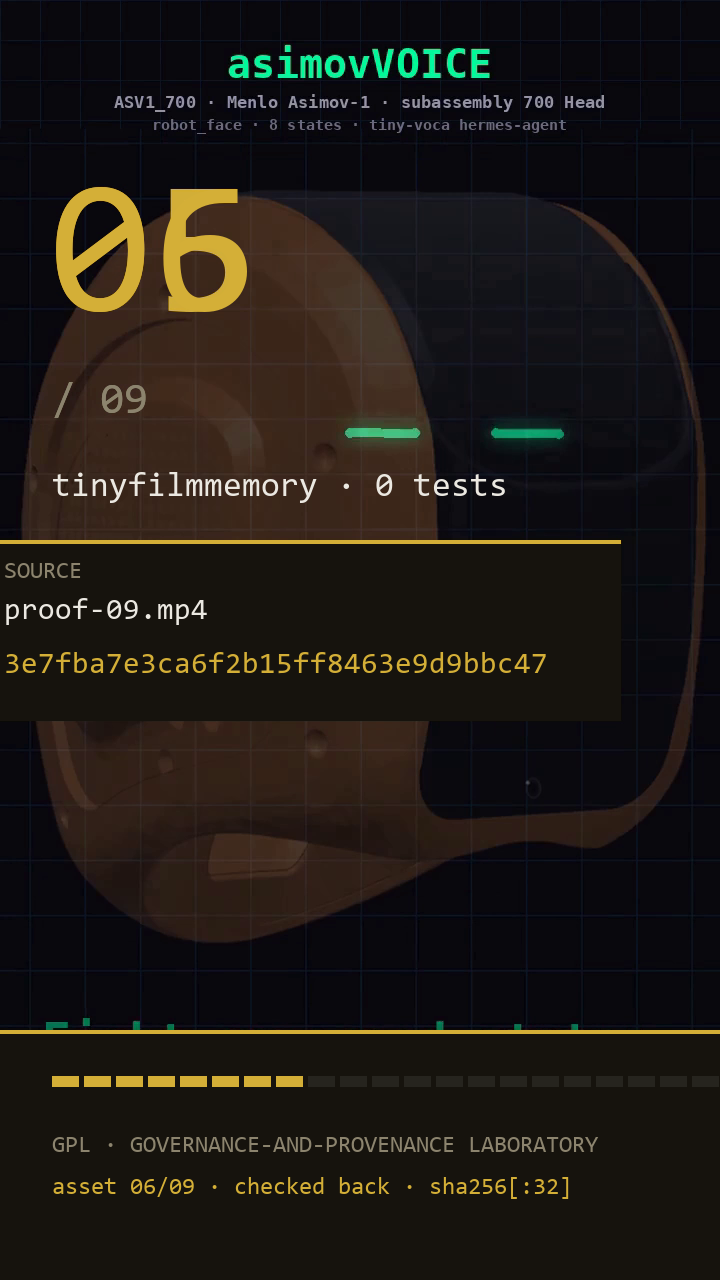 asimovVOICE
ASV1_700 · Menlo Asimov-1 · subassembly 700 Head
robot_face · 8 states · tiny-voca hermes-agent
/ 09
tinyfilmmemory · 0 tests
SOURCE
proof-09.mp4
3e7fba7e3ca6f2b15ff8463e9d9bbc47
GPL · GOVERNANCE-AND-PROVENANCE LABORATORY
asset 06/09 · checked back · sha256[:32]